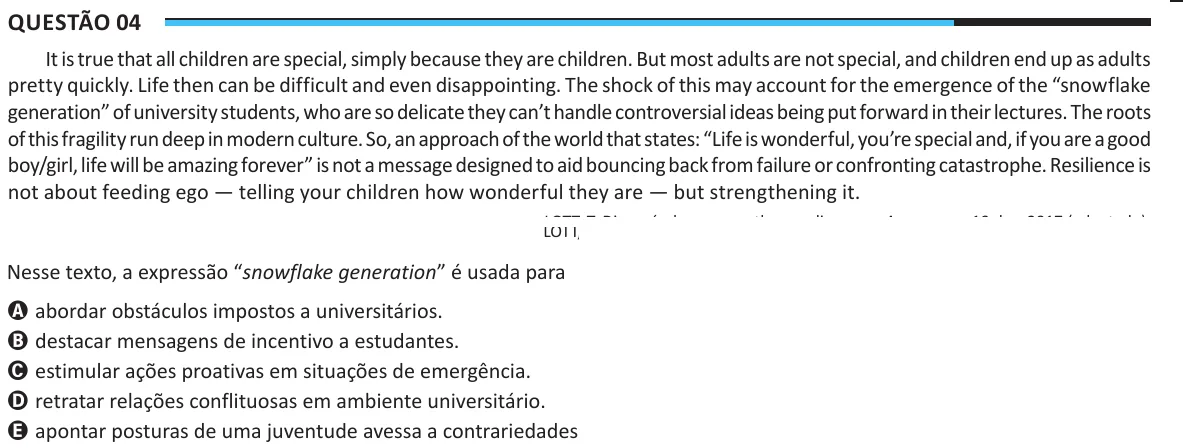 QUESTÃO 04
It is true that all children are special, simply because they are children. But most adults are not special, and children end up as adults
pretty quickly. Life then can be difficult and even disappointing. The shock of this may account for the emergence of the “snowflake
generation” of university students, who are so delicate they can’t handle controversial ideas being put forward in their lectures. The roots
of this fragility run deep in modern culture. So, an approach of the world that states: “Life is wonderful, you’re special and, if you are a good
boy/girl, life will be amazing forever” is not a message designed to aid bouncing back from failure or confronting catastrophe. Resilience is
not about feeding ego — telling your children how wonderful they are — but strengthening it.
LOTT,
Nesse texto, a expressão “snowflake generation” é usada para
A abordar obstáculos impostos a universitários.
B destacar mensagens de incentivo a estudantes.
C estimular ações proativas em situações de emergência.
D retratar relações conflituosas em ambiente universitário.
E apontar posturas de uma juventude avessa a contrariedades